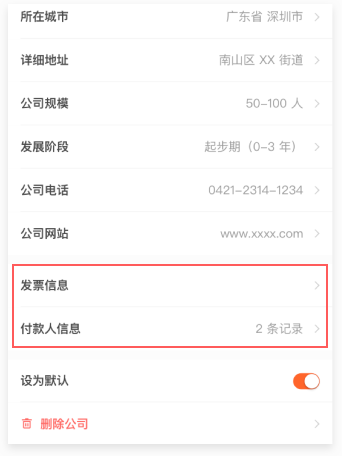 所在城市 广东省 深圳市
详细地址 南山区 XX 街道
公司规模 50-100 人
发展阶段 起步期（0-3 年）
公司电话 0421-2314-1234
公司网站 www.xxxx.com
发票信息
付款人信息 2 条记录
设为默认
删除公司